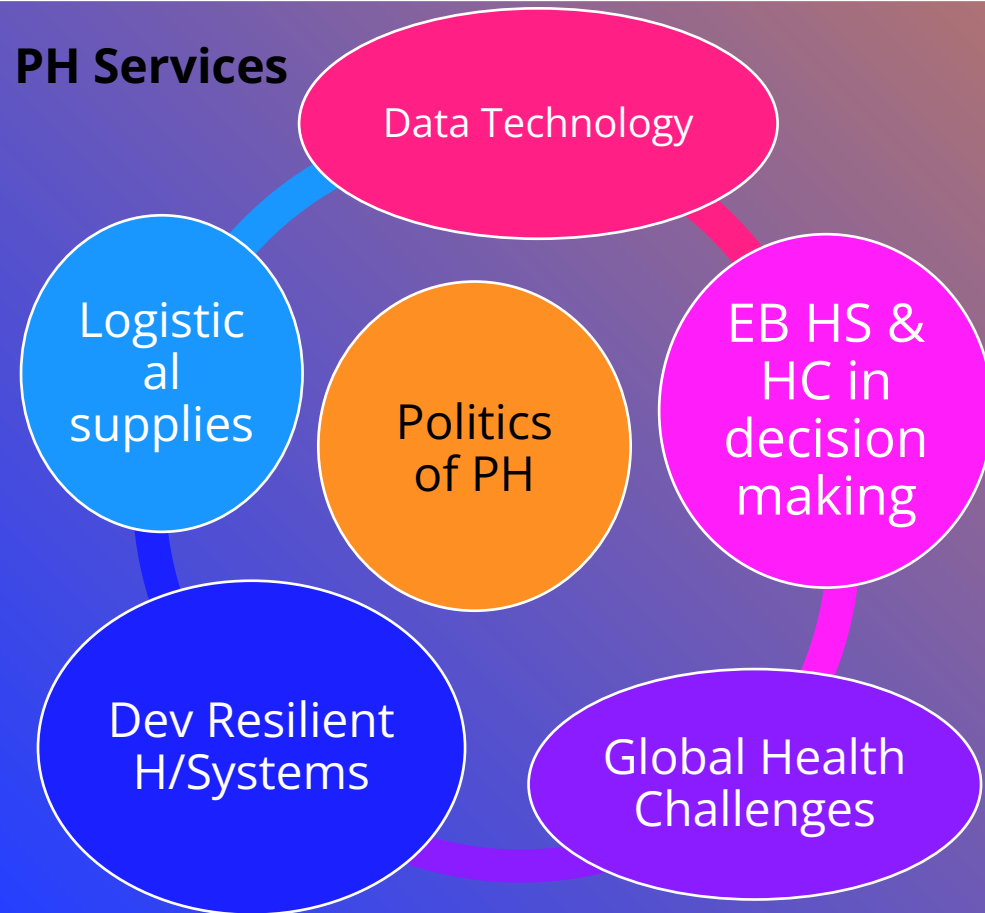 PH Services
Data Technology
EB HS &
HC in
decision
making
Global Health
Challenges
Dev Resilient
H/Systems
Logistic
al
supplies
Politics
of PH